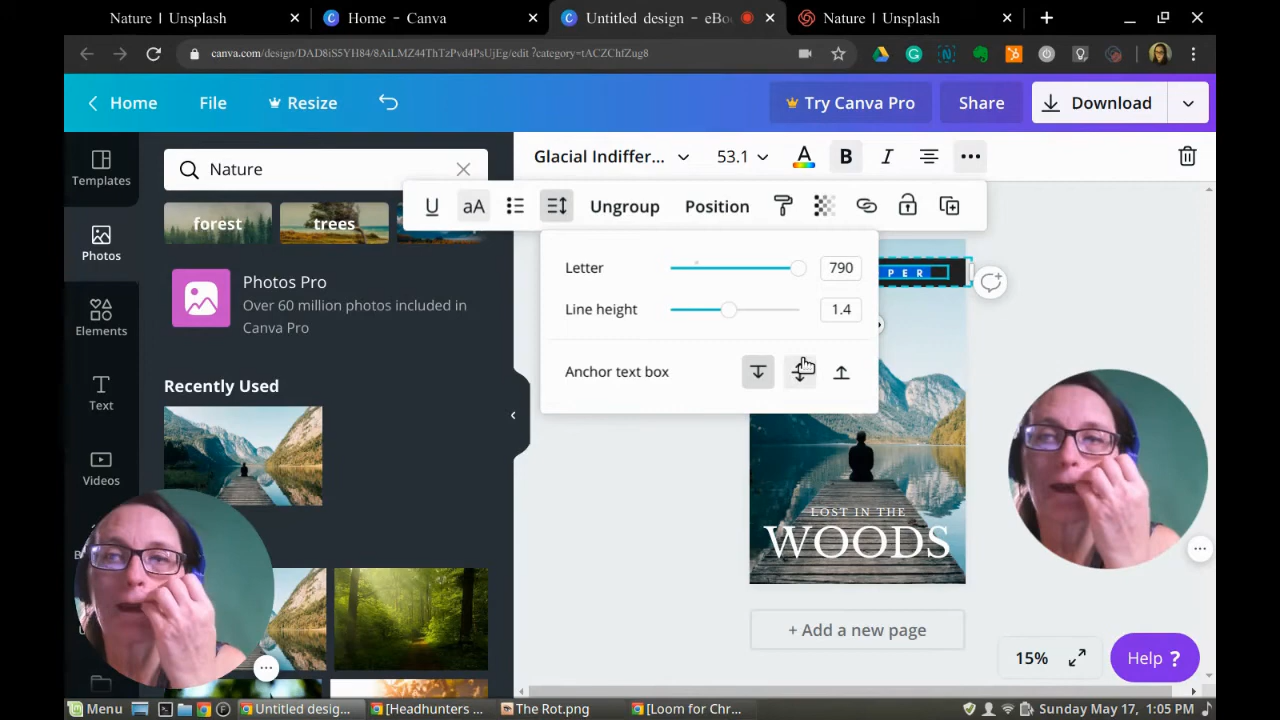 Nature | Unsplash
Home - Canva
Untitled design - eBo
Nature | Unsplash
canva.com/design/DAD8iS5YH84/8AiLMZ44ThTzPvd4PsUjEg/edit?category=tACZChfZug8
Home
File
Resize
Try Canva Pro
Share
Download
Templates
Photos
Elements
Text
Videos
Nature
forest
trees
Photos Pro
Over 60 million photos included in
Canva Pro
Recently Used
Glacial Indiffer...
53.1
A
B
I
U
aA
Ungroup
Position
Letter
790
Line height
1.4
Anchor text box
PER
LOST IN THE
WOODS
+ Add a new page
15%
Help ?
Menu
Untitled desig...
[Headhunters ...
The Rot.png
[Loom for Chr...
Sunday May 17, 1:05 PM